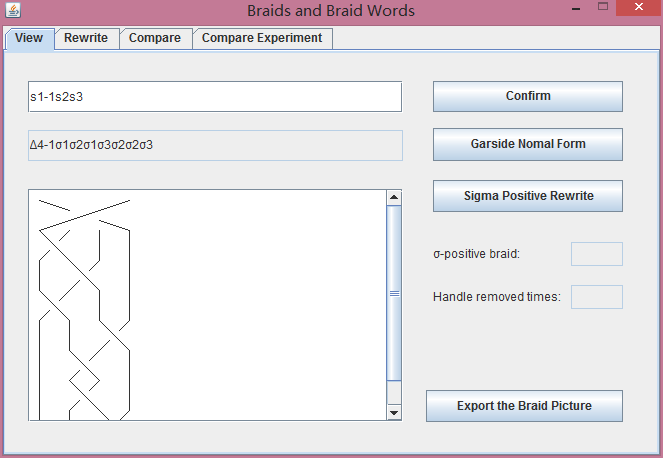 Braids and Braid Words
View Rewrite Compare Compare Experiment
s1-1s2s3
Confirm
Δ4-1σ1σ2σ1σ3σ2σ2σ3
Garside Nomal Form
Sigma Positive Rewrite
σ-positive braid:
Handle removed times:
Export the Braid Picture